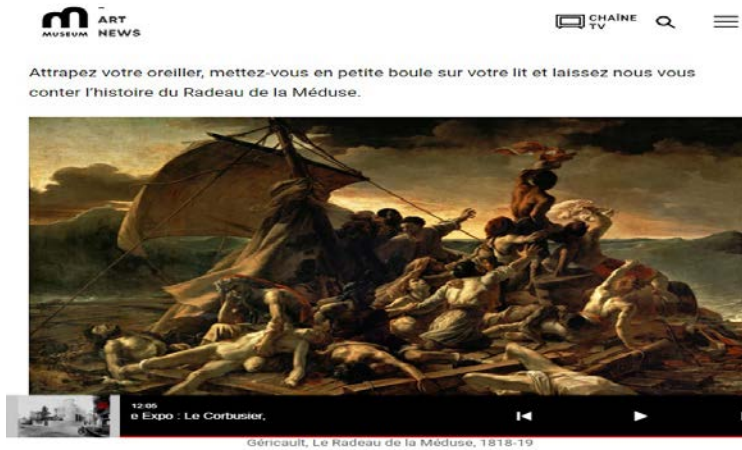 ART
MUSEUM NEWS
CHAÎNE
TV
Attrapez votre oreiller, mettez-vous en petite boule sur votre lit et laissez nous vous
conter l'histoire du Radeau de la Méduse.
12:05
e Expo : Le Corbusier,
Géricault, Le Radeau de la Méduse, 1818-19